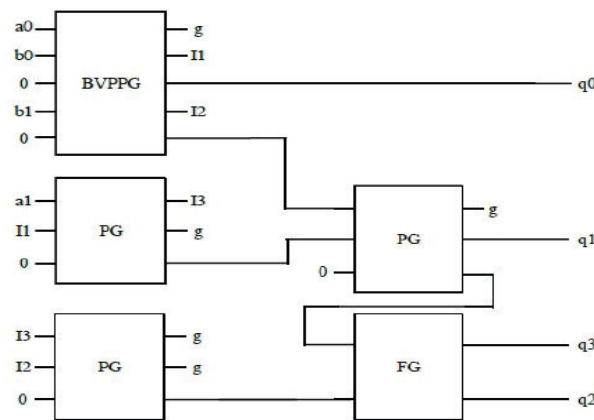 a0 g
b0 I1
0 BVPPG q0
b1 I2
0
a1 I3
I1 PG g
0
g
PG q1
0
I3 g
I2 PG g
0
FG
q3
q2